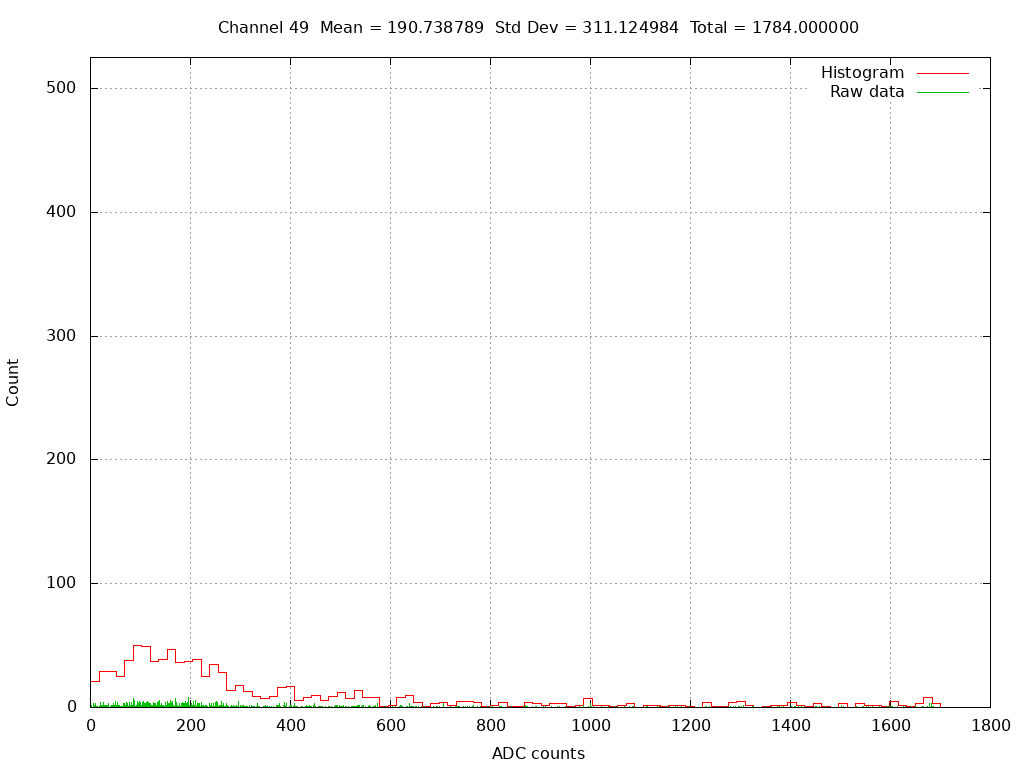 Channel 49  Mean = 190.738789  Std Dev = 311.124984  Total = 1784.000000
Histogram
Raw data
500
400
300
200
100
0
Count
0 200 400 600 800 1000 1200 1400 1600 1800
ADC counts